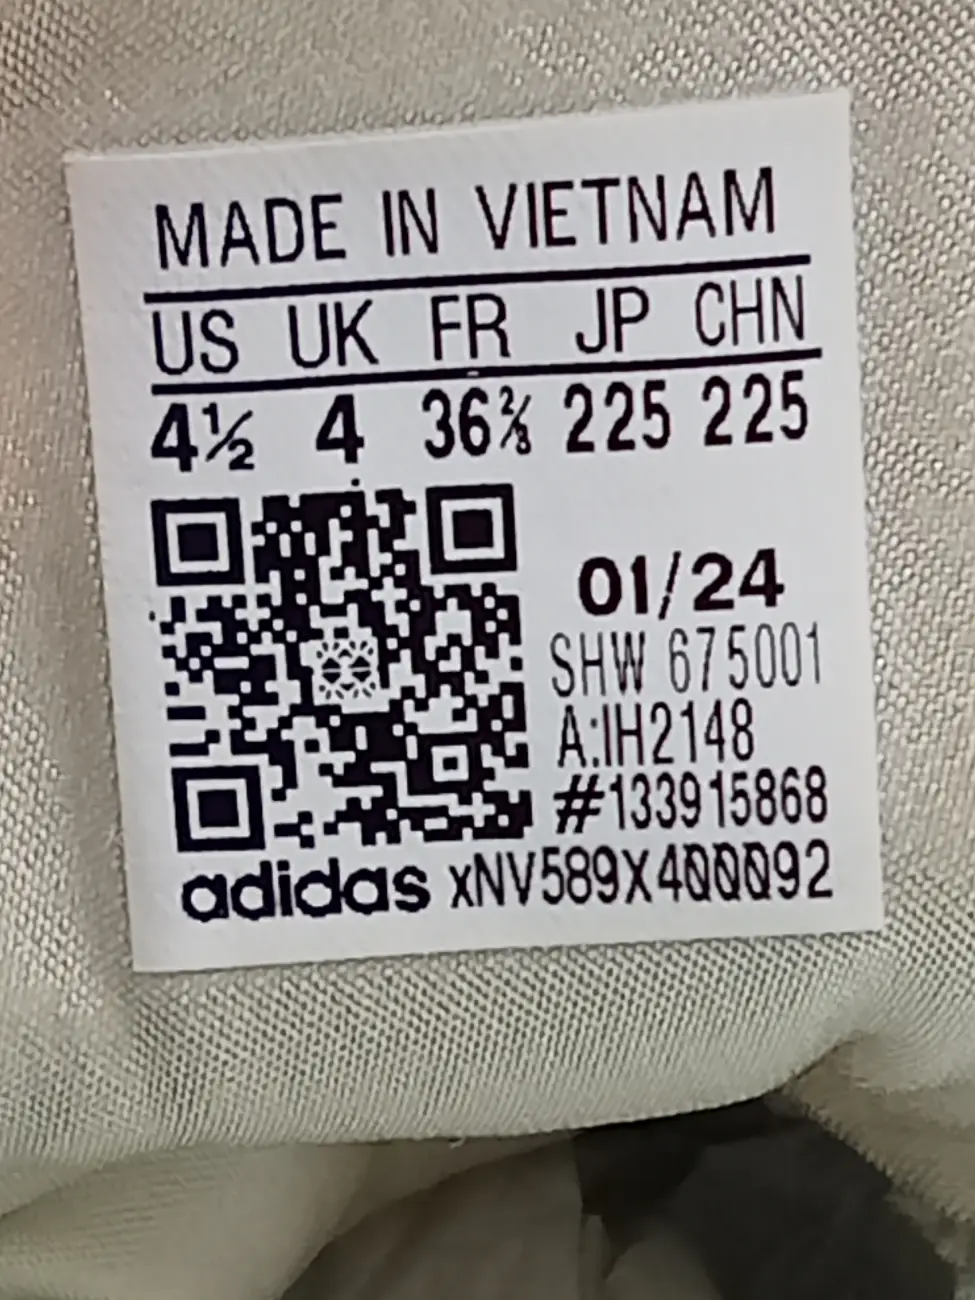 MADE IN VIETNAM
US UK FR JP CHN
4½ 4 36⅔ 225 225
01/24
SHW 675001
A:IH2148
#133915868
adidas xNV589X400092